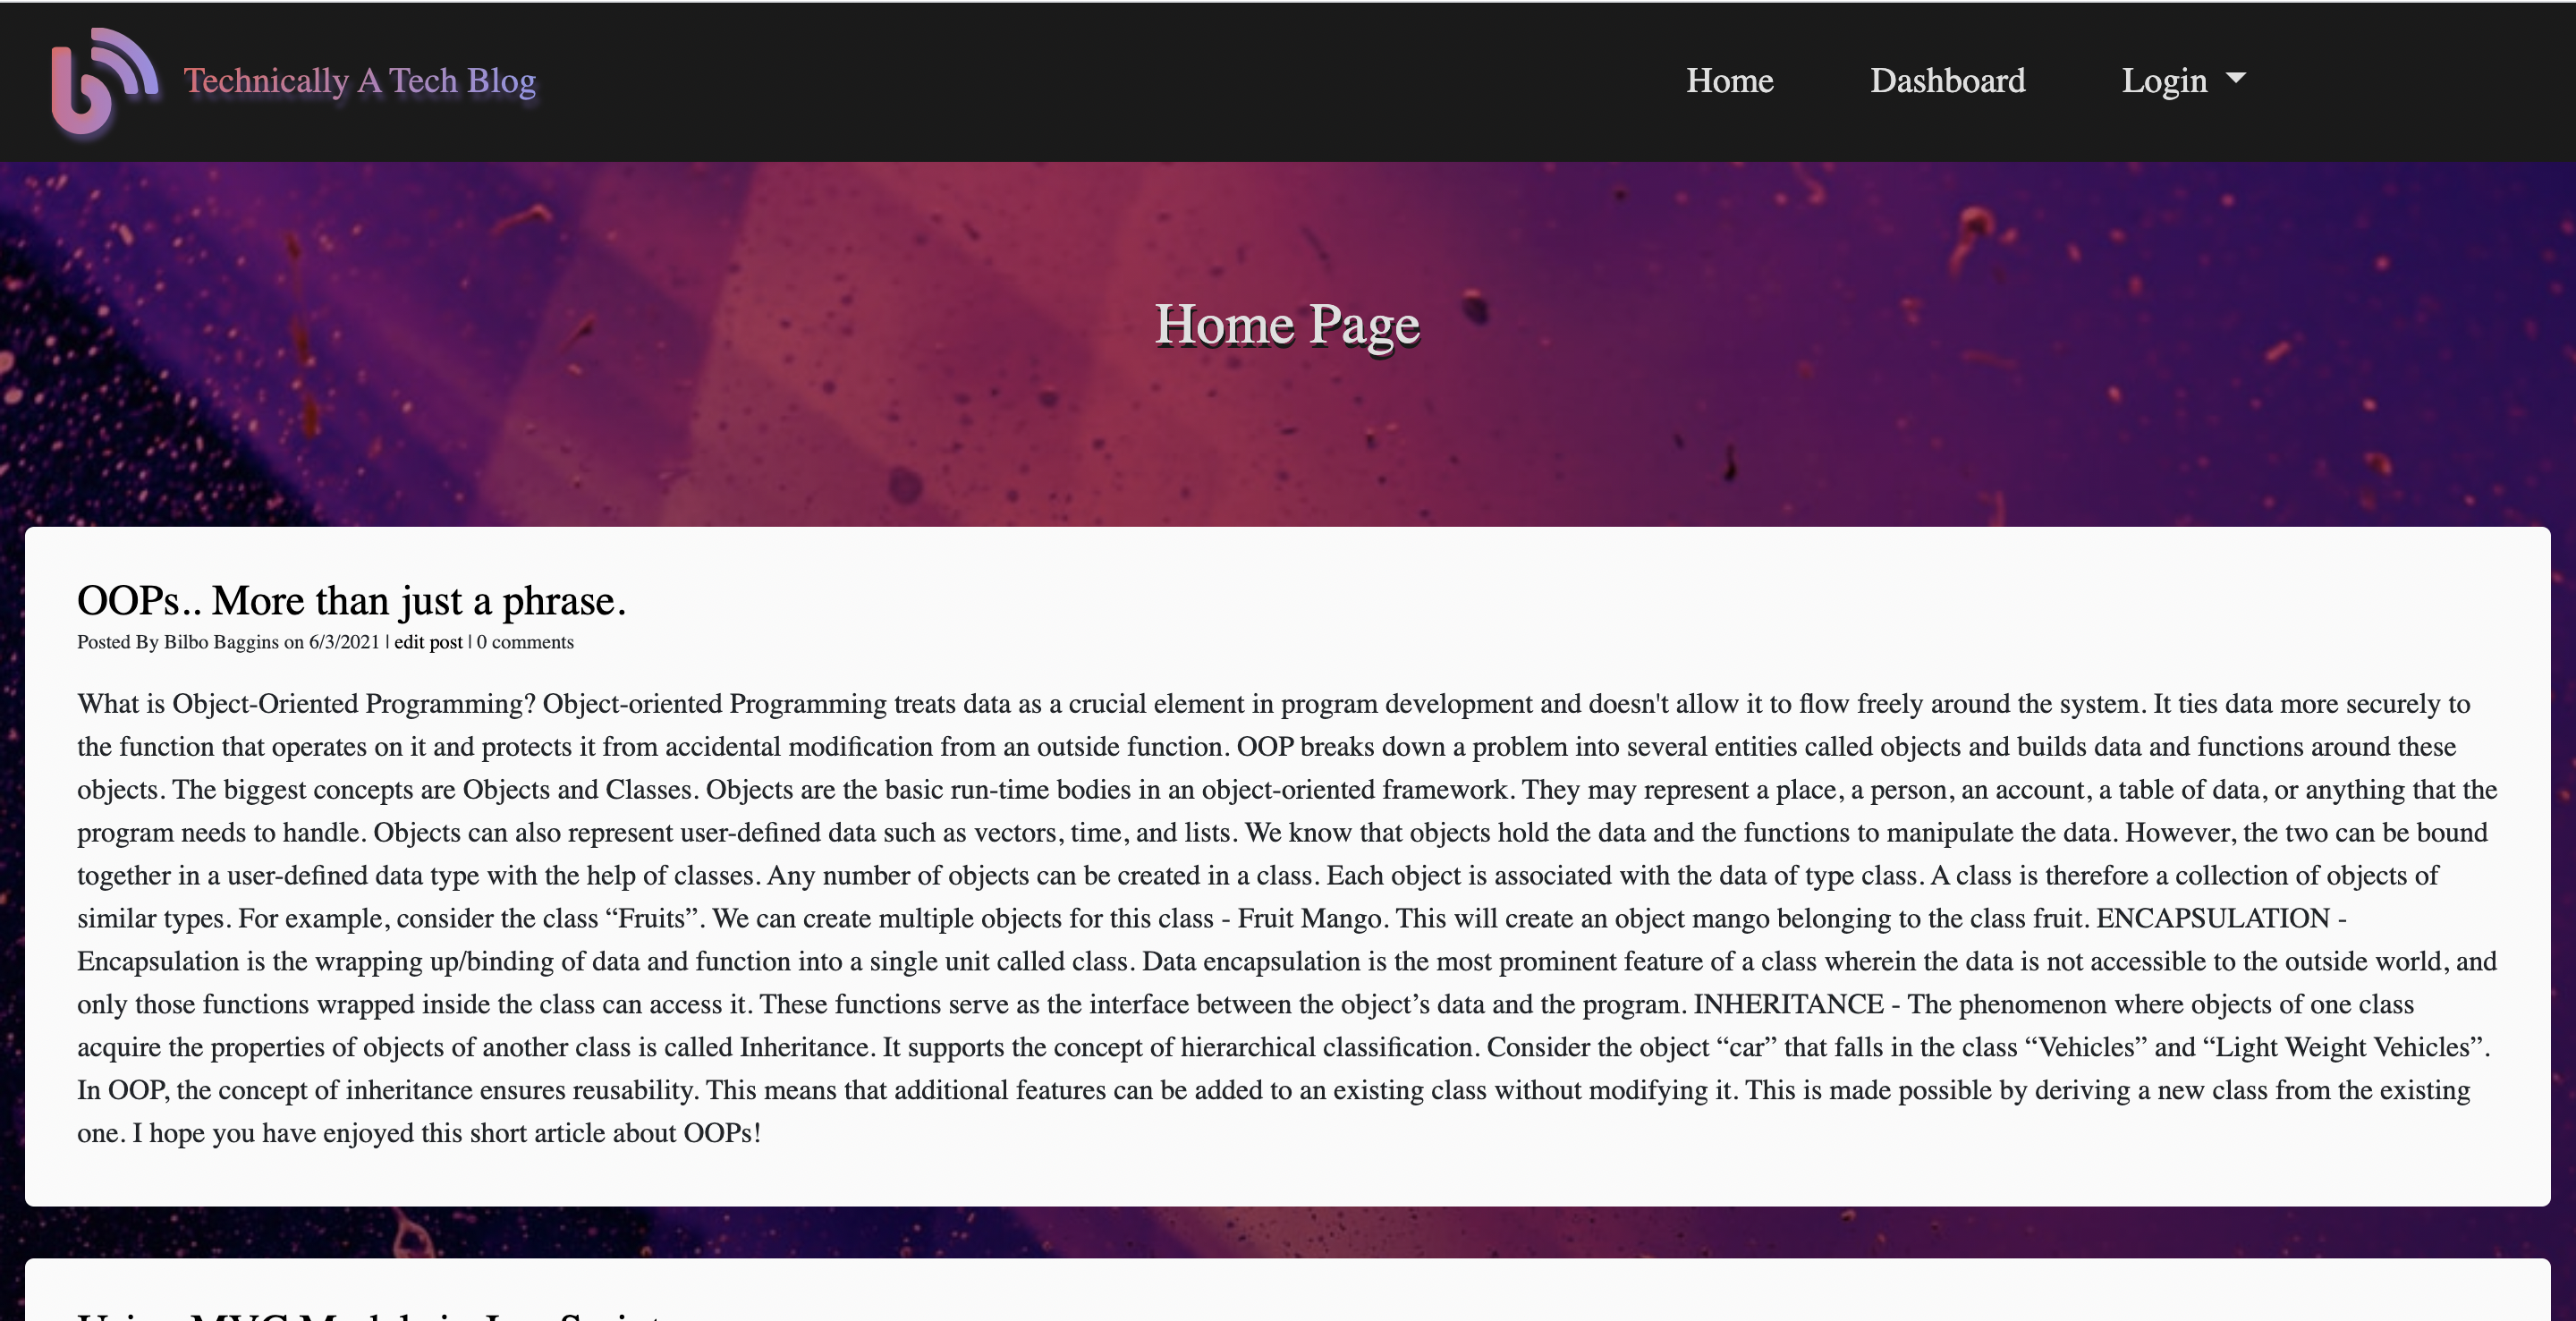 Technically A Tech Blog
Home
Dashboard
Login
Home Page
OOPs.. More than just a phrase.
Posted By Bilbo Baggins on 6/3/2021 | edit post | 0 comments
What is Object-Oriented Programming? Object-oriented Programming treats data as a crucial element in program development and doesn't allow it to flow freely around the system. It ties data more securely to
the function that operates on it and protects it from accidental modification from an outside function. OOP breaks down a problem into several entities called objects and builds data and functions around these
objects. The biggest concepts are Objects and Classes. Objects are the basic run-time bodies in an object-oriented framework. They may represent a place, a person, an account, a table of data, or anything that the
program needs to handle. Objects can also represent user-defined data such as vectors, time, and lists. We know that objects hold the data and the functions to manipulate the data. However, the two can be bound
together in a user-defined data type with the help of classes. Any number of objects can be created in a class. Each object is associated with the data of type class. A class is therefore a collection of objects of
similar types. For example, consider the class “Fruits”. We can create multiple objects for this class - Fruit Mango. This will create an object mango belonging to the class fruit. ENCAPSULATION -
Encapsulation is the wrapping up/binding of data and function into a single unit called class. Data encapsulation is the most prominent feature of a class wherein the data is not accessible to the outside world, and
only those functions wrapped inside the class can access it. These functions serve as the interface between the object’s data and the program. INHERITANCE - The phenomenon where objects of one class
acquire the properties of objects of another class is called Inheritance. It supports the concept of hierarchical classification. Consider the object “car” that falls in the class “Vehicles” and “Light Weight Vehicles”.
In OOP, the concept of inheritance ensures reusability. This means that additional features can be added to an existing class without modifying it. This is made possible by deriving a new class from the existing
one. I hope you have enjoyed this short article about OOPs!